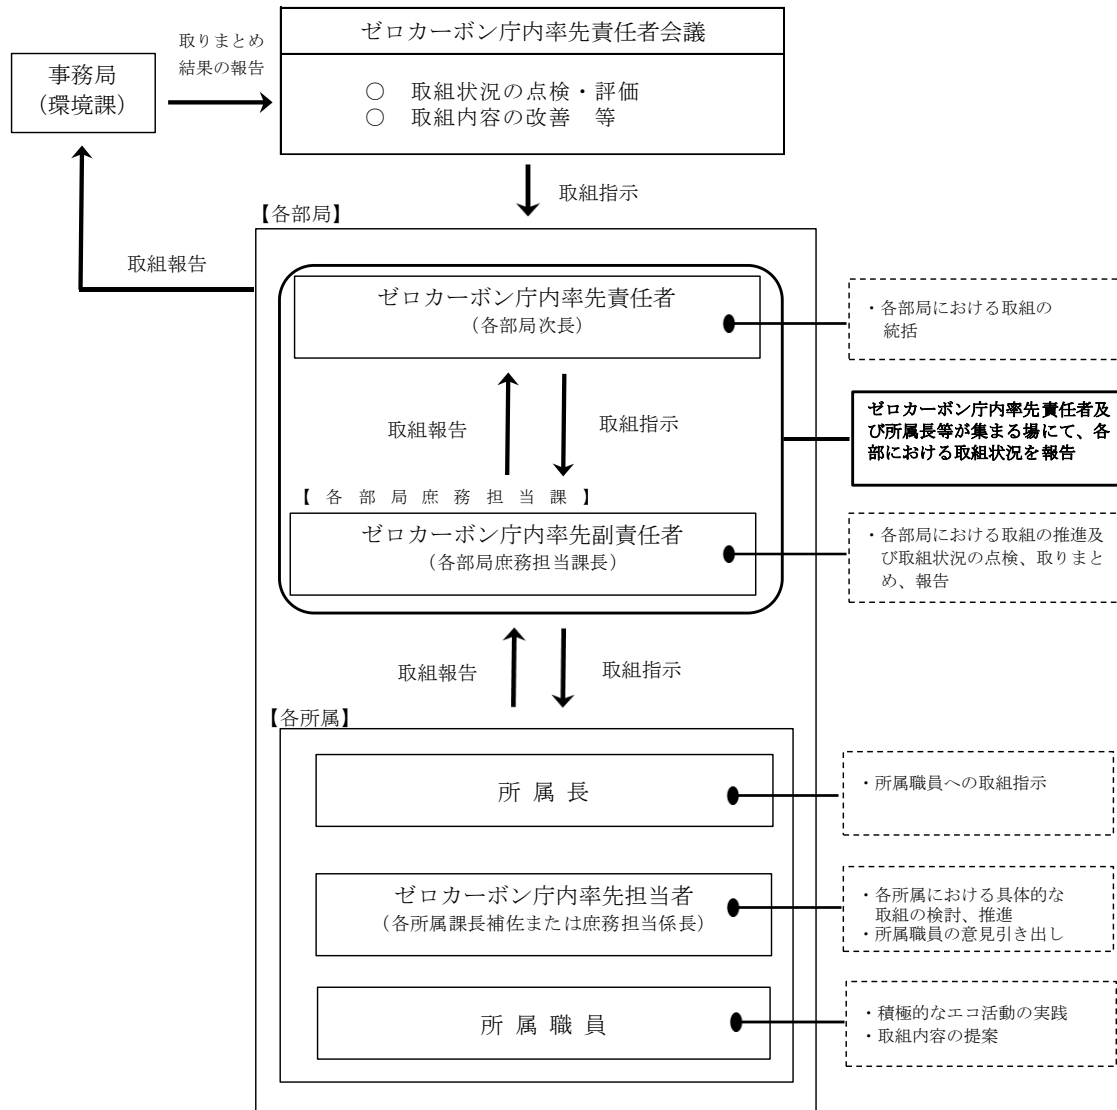 ゼロカーボン庁内率先責任者会議
取りまとめ
結果の報告
事務局
（環境課）
○　取組状況の点検・評価
○　取組内容の改善　等
取組指示
【各部局】
取組報告
ゼロカーボン庁内率先責任者
（各部局次長）
・各部局における取組の
統括
取組報告
取組指示
ゼロカーボン庁内率先責任者及
び所属長等が集まる場にて、各
部における取組状況を報告
【各部局庶務担当課】
ゼロカーボン庁内率先副責任者
（各部局庶務担当課長）
・各部局における取組の推進及
び取組状況の点検、取りまと
め、報告
取組報告
取組指示
【各所属】
所属長
・所属職員への取組指示
ゼロカーボン庁内率先担当者
（各所属課長補佐または庶務担当係長）
・各所属における具体的な
取組の検討、推進
・所属職員の意見引き出し
所属職員
・積極的なエコ活動の実践
・取組内容の提案